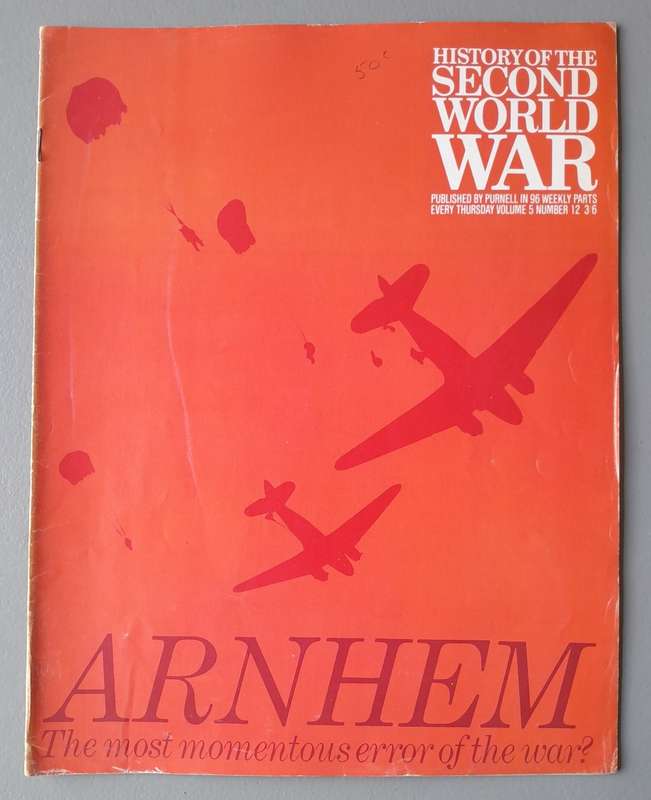 50c
HISTORY OF THE
SECOND
WORLD
WAR
PUBLISHED BY PURNELL IN 96 WEEKLY PARTS
EVERY THURSDAY VOLUME 5 NUMBER 12 3/6
ARNHEM
The most momentous error of the war?